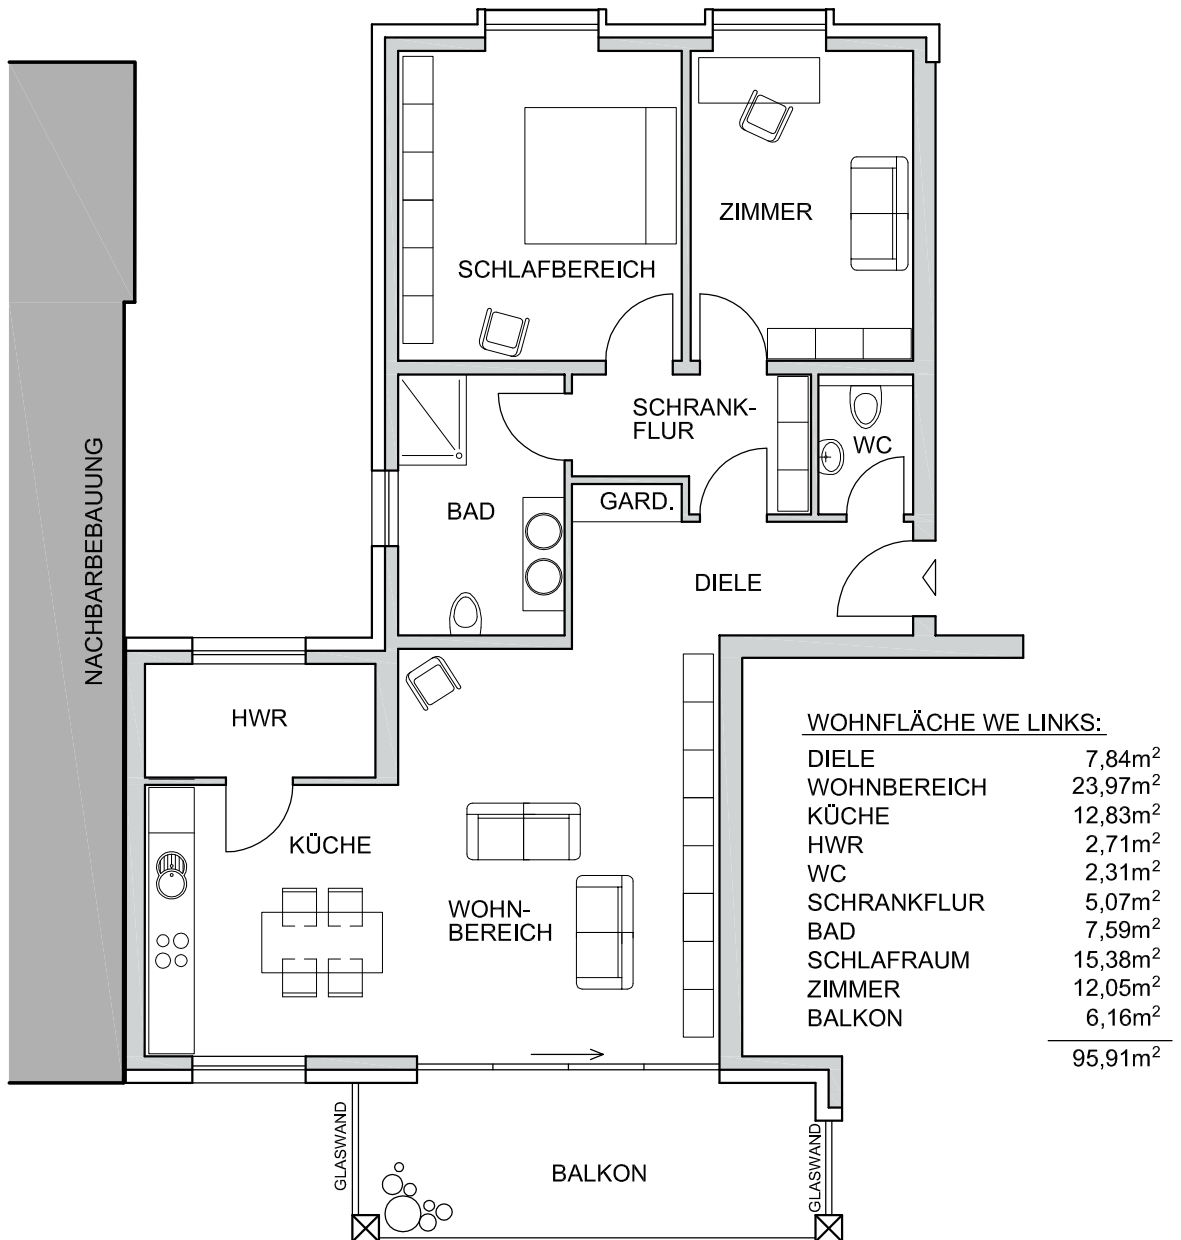 ZIMMER
SCHLAFBEREICH
SCHRANK-
FLUR
WC
BAD
GARD.
DIELE
NACHBARBEBAUUNG
HWR
KÜCHE
WOHN-
BEREICH
WOHNFLÄCHE WE LINKS:
DIELE 7,84m²
WOHNBEREICH 23,97m²
KÜCHE 12,83m²
HWR 2,71m²
WC 2,31m²
SCHRANKFLUR 5,07m²
BAD 7,59m²
SCHLAFRAUM 15,38m²
ZIMMER 12,05m²
BALKON 6,16m²
95,91m²
GLASWAND
BALKON
GLASWAND